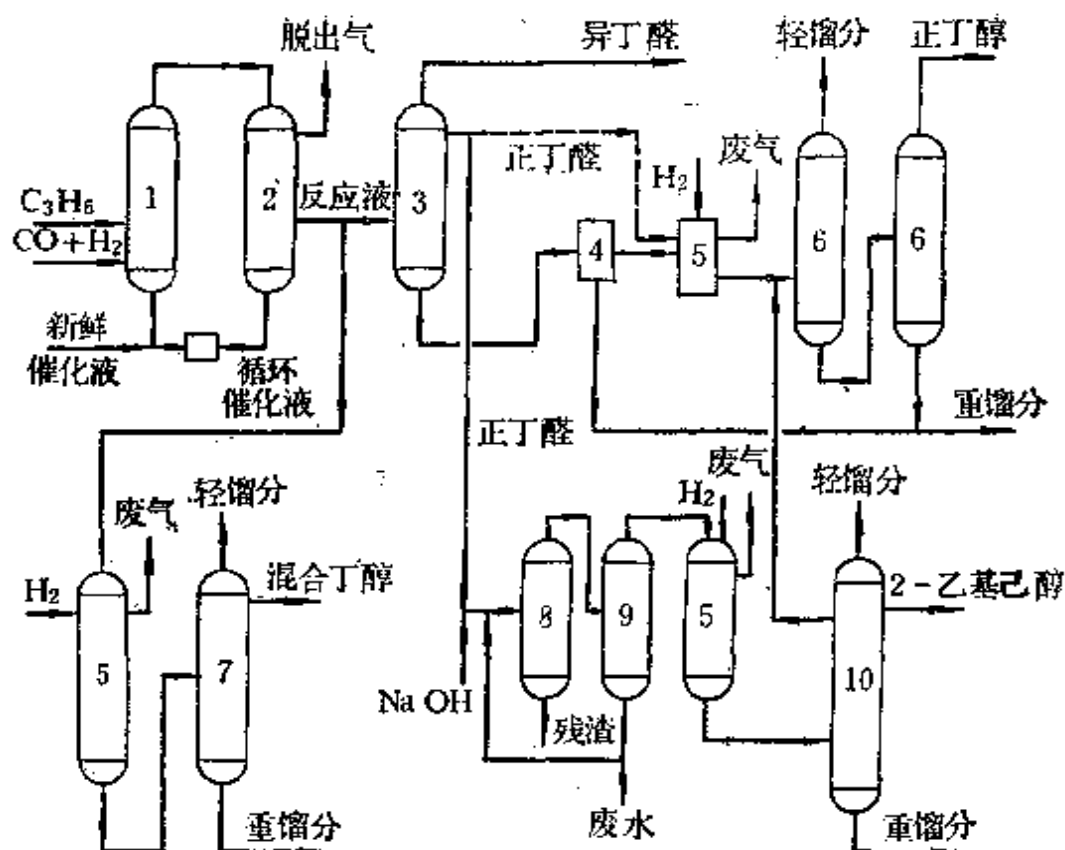 脱出气
异丁醛
轻馏分
正丁醇
正丁醛
废气
H₂
1
2
反应液
3
4
5
6
6
C₃H₆
CO+H₂
新鲜
催化液
循环
催化液
重馏分
正丁醛
废气
H₂
轻馏分
轻馏分
废气
H₂
混合丁醇
2-乙基己醇
5
7
8
9
5
10
NaOH
残渣
废水
重馏分
重馏分